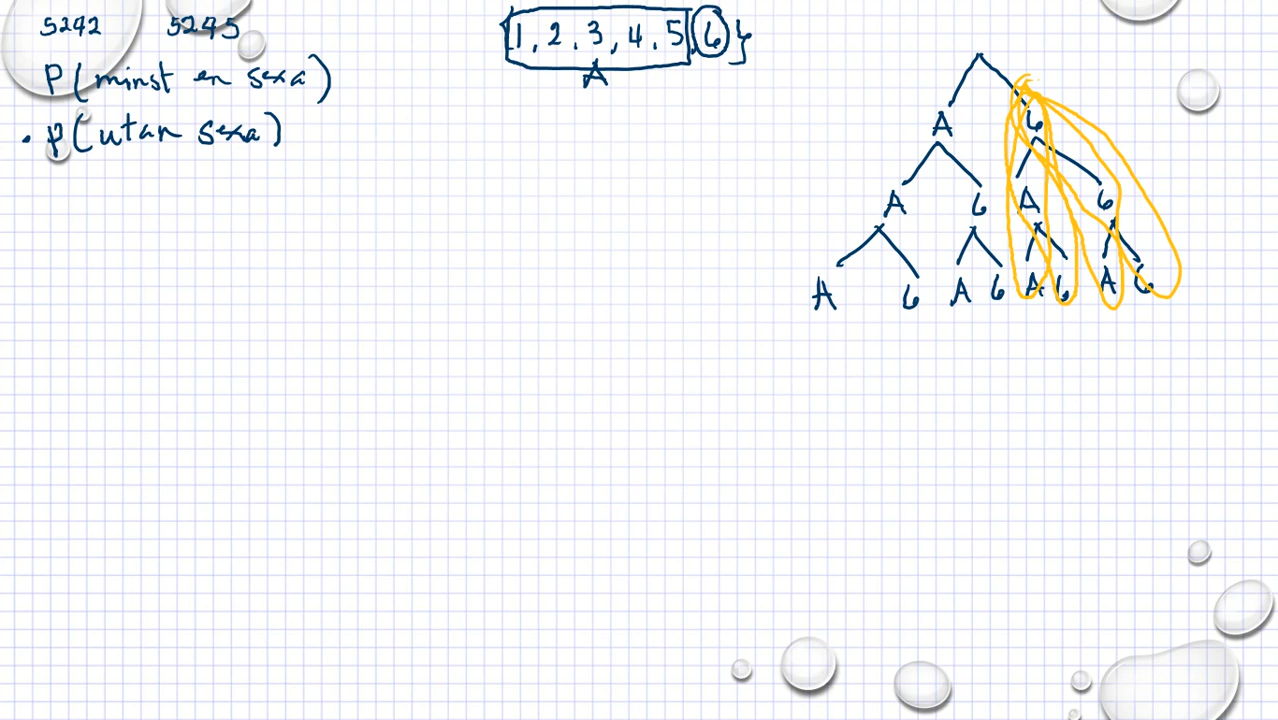 5242 5245
{1, 2, 3, 4, 5, 6}
A
P(minst en sexa)
• P(utan sexa)
A 6
A 6 A 6
A 6 A 6 A 6 A 6